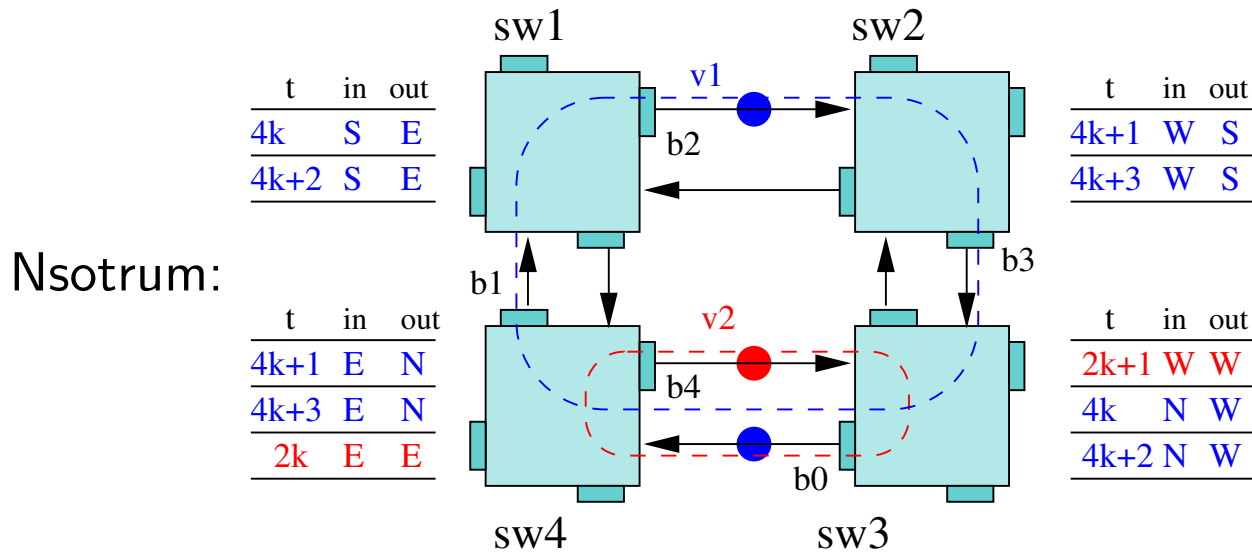 sw1 sw2
t in out
4k S E
4k+2 S E
v1
b2
t in out
4k+1 W S
4k+3 W S
Nsotrum:
b1
b3
t in out
4k+1 E N
4k+3 E N
2k E E
v2
b4
b0
t in out
2k+1 W W
4k N W
4k+2 N W
sw4 sw3